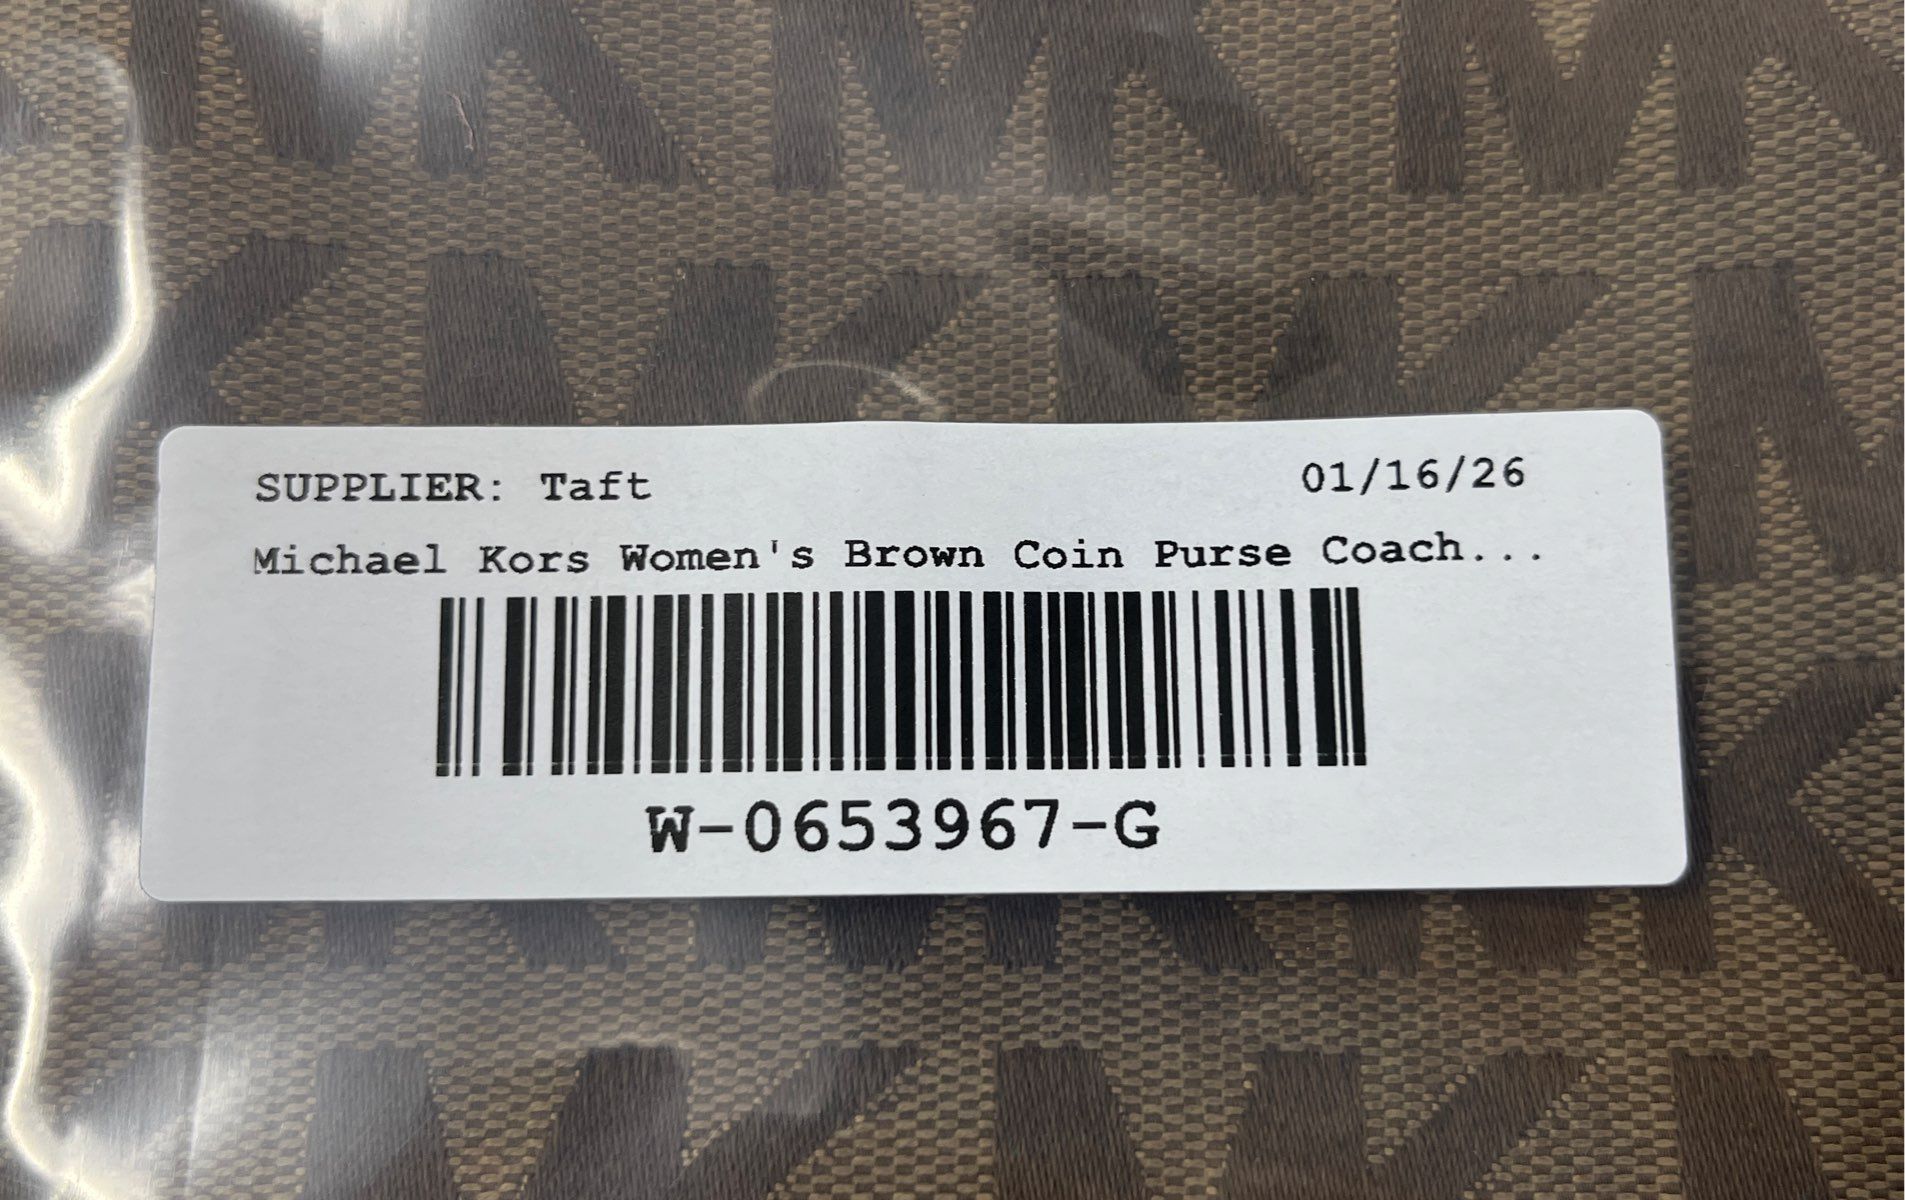 SUPPLIER: Taft 01/16/26
Michael Kors Women's Brown Coin Purse Coach...
W-0653967-G